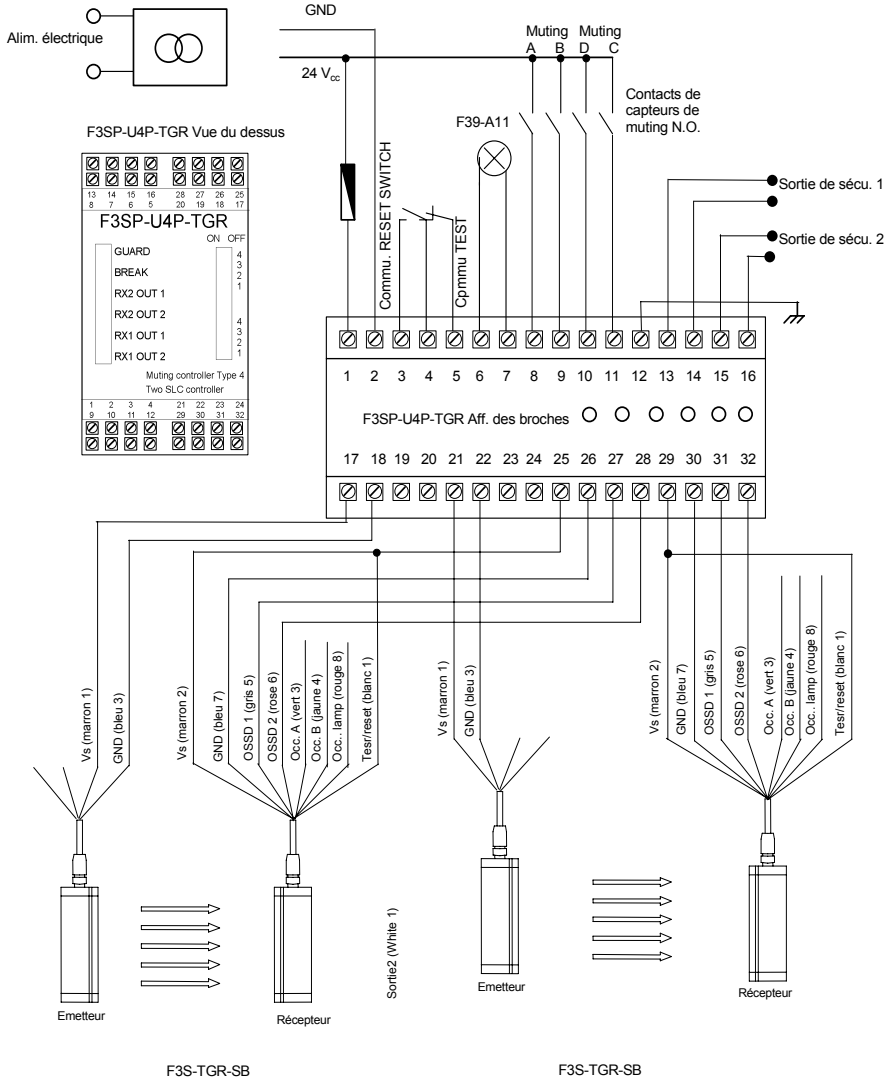 GND
Alim. électrique
Muting Muting
A B D C
24 Vcc
Contacts de
capteurs de
muting N.O.
F39-A11
F3SP-U4P-TGR Vue du dessus
13 14 15 16 28 27 26 25
8 7 6 5 20 19 18 17
F3SP-U4P-TGR
ON OFF
GUARD
BREAK
RX2 OUT 1
RX2 OUT 2
RX1 OUT 1
RX1 OUT 2
4
3
2
1
4
3
2
1
Muting controller Type 4
Two SLC controller
1 2 3 4 21 22 23 24
9 10 11 12 29 30 31 32
Commu. RESET SWITCH
Cpmmu TEST
Sortie de sécu. 1
Sortie de sécu. 2
1 2 3 4 5 6 7 8 9 10 11 12 13 14 15 16
F3SP-U4P-TGR Aff. des broches
17 18 19 20 21 22 23 24 25 26 27 28 29 30 31 32
Vs (marron 1)
GND (bleu 3)
Vs (marron 2)
GND (bleu 7)
OSSD 1 (gris 5)
OSSD 2 (rose 6)
Occ. A (vert 3)
Occ. B (jaune 4)
Occ.. lamp (rouge 8)
Tesr/reset (blanc 1)
Vs (marron 1)
GND (bleu 3)
Vs (marron 2)
GND (bleu 7)
OSSD 1 (gris 5)
OSSD 2 (rose 6)
Occ. A (vert 3)
Occ. B (jaune 4)
Occ.. lamp (rouge 8)
Tesr/reset (blanc 1)
Sortie2 (White 1)
Emetteur
Récepteur
Emetteur
Récepteur
F3S-TGR-SB
F3S-TGR-SB